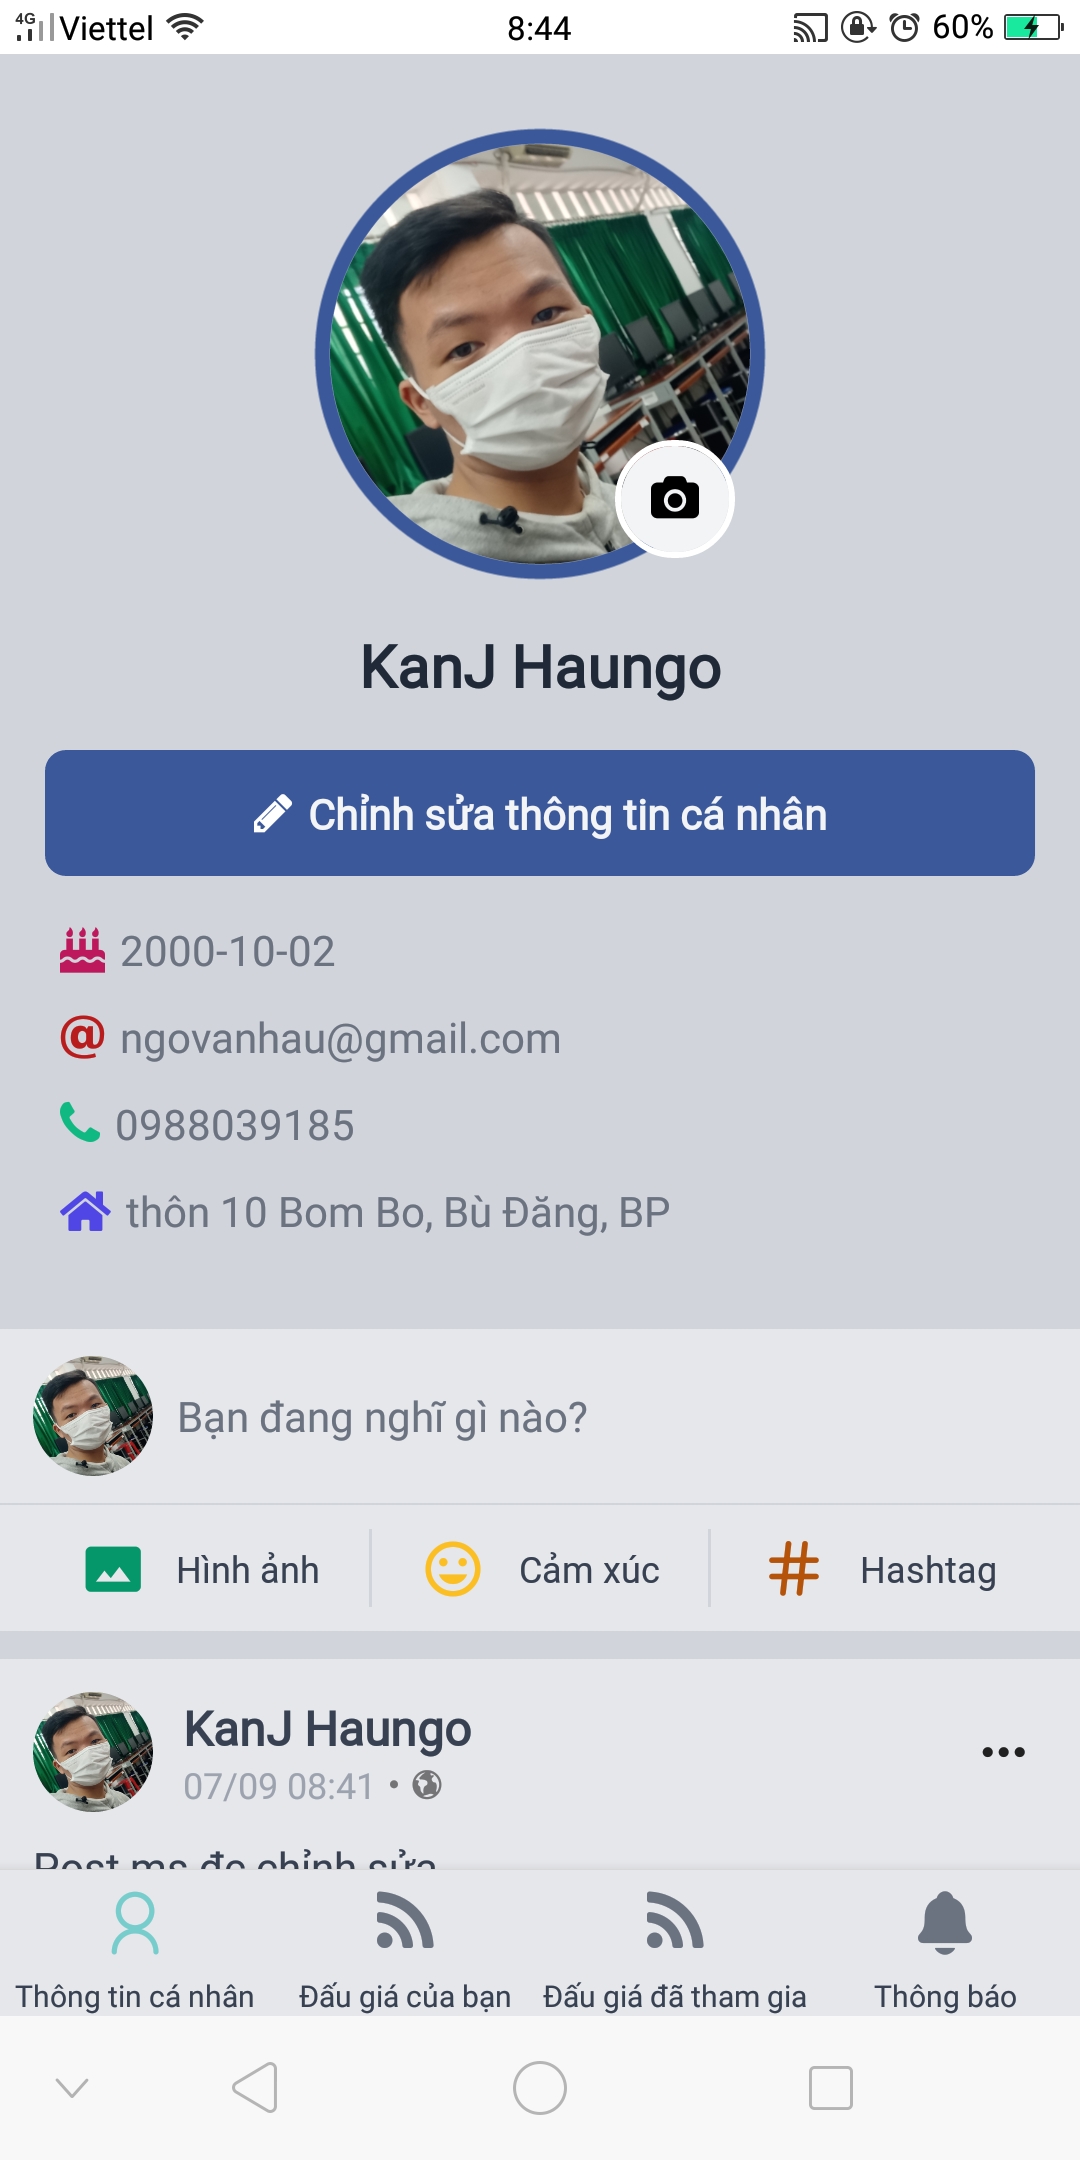 4G Viettel 8:44 60%
KanJ Haungo
Chỉnh sửa thông tin cá nhân
2000-10-02
@ ngovanhau@gmail.com
0988039185
thôn 10 Bom Bo, Bù Đăng, BP
Bạn đang nghĩ gì nào?
Hình ảnh Cảm xúc # Hashtag
KanJ Haungo
07/09 08:41 •
Post ms đc chỉnh sửa
Thông tin cá nhân Đấu giá của bạn Đấu giá đã tham gia Thông báo